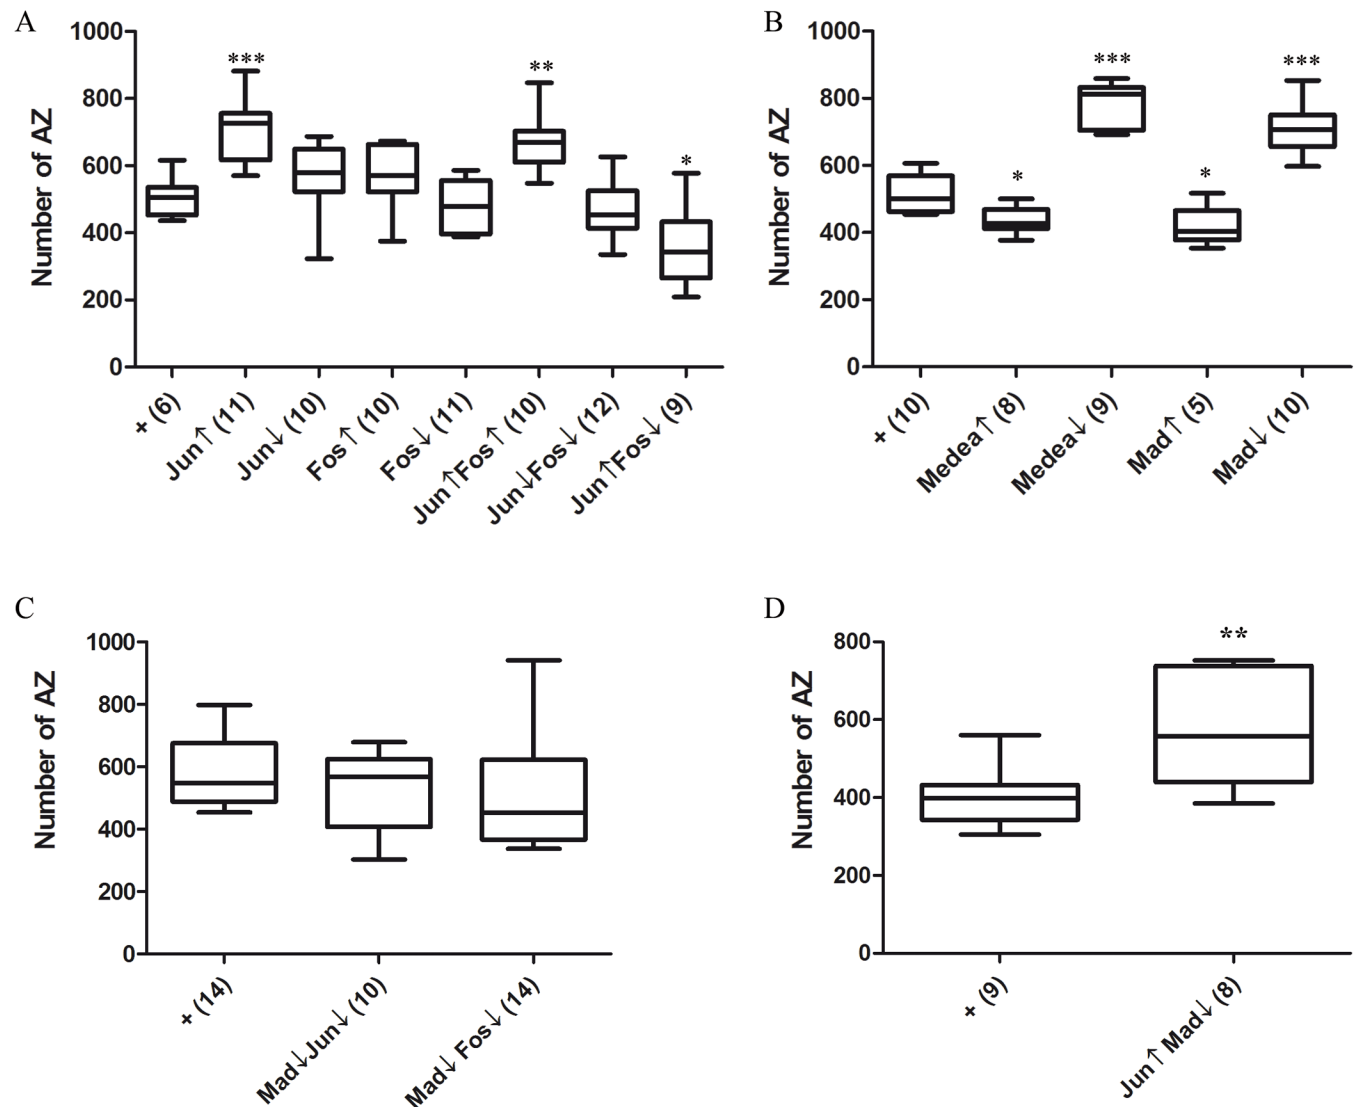 A
Number of AZ
1000
800
600
400
200
0
***
**
*
+ (6)
Jun↑ (11)
Jun↓ (10)
Fos↑ (10)
Fos↓ (11)
Jun↑Fos↑ (10)
Jun↓Fos↓ (12)
Jun↑Fos↓ (9)
B
Number of AZ
1000
800
600
400
200
0
*
***
*
***
+ (10)
Medea↑ (8)
Medea↓ (9)
Mad↑ (5)
Mad↓ (10)
C
Number of AZ
1000
800
600
400
200
0
+ (14)
Mad↓Jun↓ (10)
Mad↓ Fos↓ (14)
D
Number of AZ
800
600
400
200
0
**
+ (9)
Jun↑ Mad↓ (8)